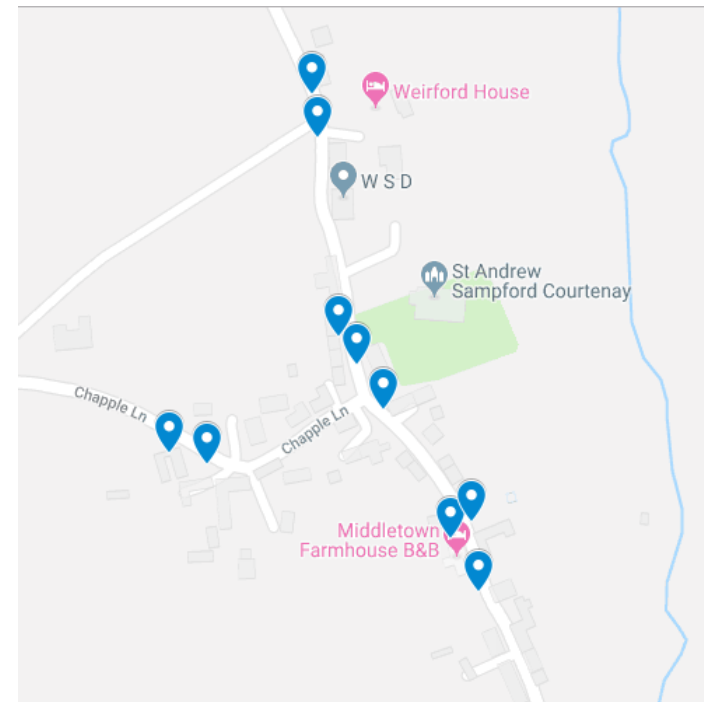 Weirford House
W S D
St Andrew
Sampford Courtenay
Chapple Ln
Chapple Ln
Middletown
Farmhouse B&B